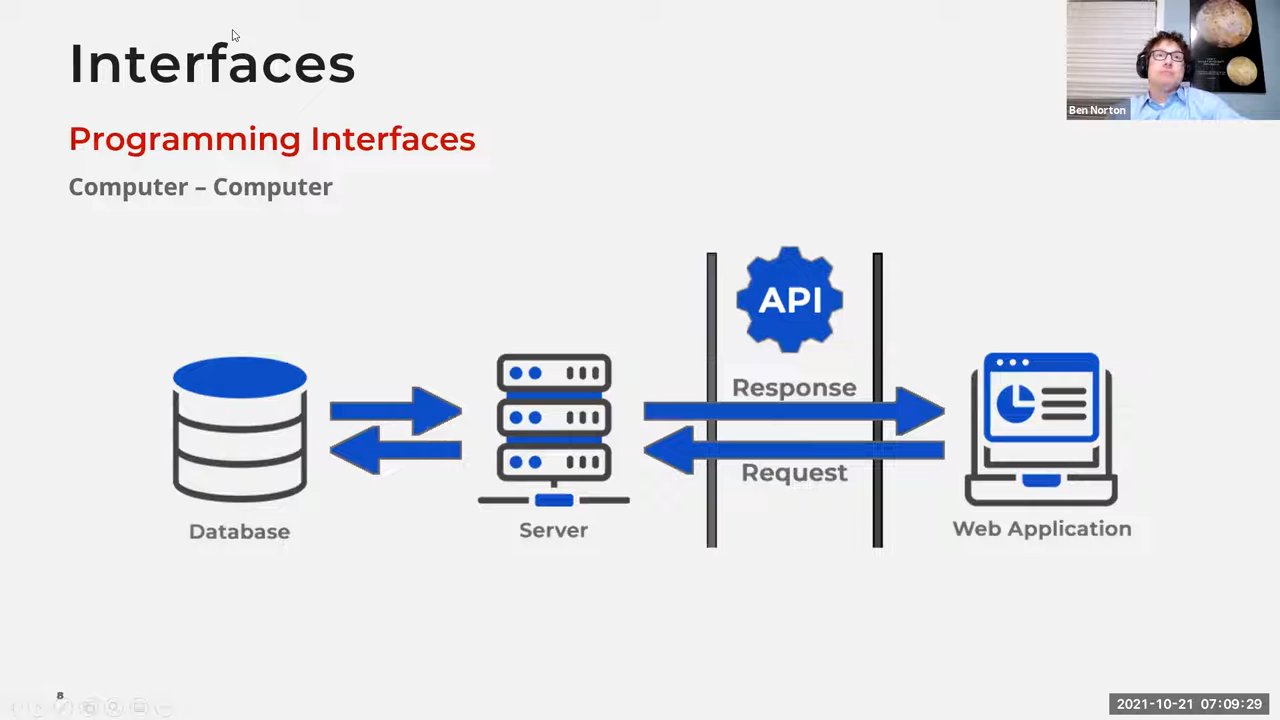 Interfaces
Programming Interfaces
Computer – Computer
Ben Norton
API
Response
Request
Database
Server
Web Application
8
2021-10-21 07:09:29